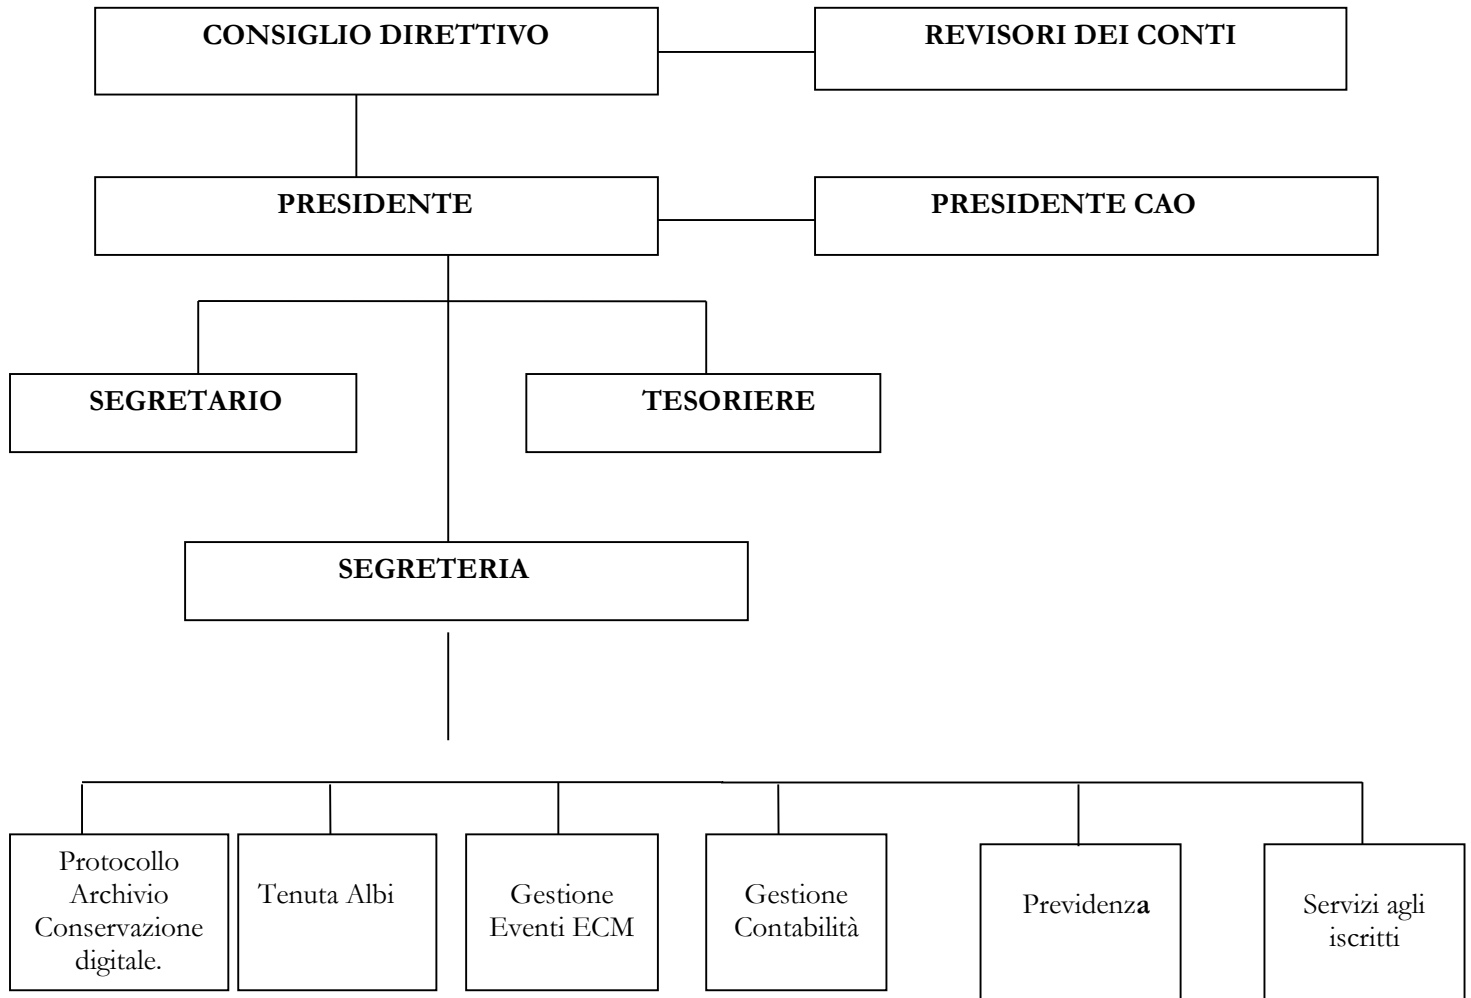 CONSIGLIO DIRETTIVO
REVISORI DEI CONTI
PRESIDENTE
PRESIDENTE CAO
SEGRETARIO
TESORIERE
SEGRETERIA
Protocollo
Archivio
Conservazione
digitale.
Tenuta Albi
Gestione
Eventi ECM
Gestione
Contabilità
Previdenza
Servizi agli
iscritti